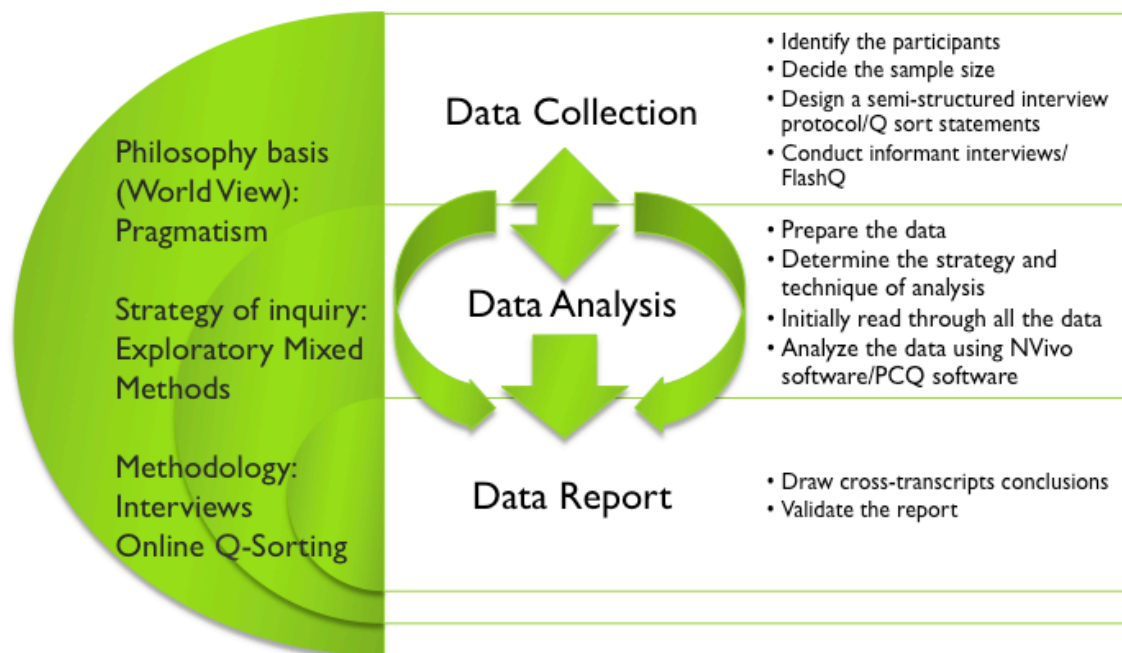 Philosophy basis
(World View):
Pragmatism
Strategy of inquiry:
Exploratory Mixed
Methods
Methodology:
Interviews
Online Q-Sorting
Data Collection
• Identify the participants
• Decide the sample size
• Design a semi-structured interview
protocol/Q sort statements
• Conduct informant interviews/
FlashQ
Data Analysis
• Prepare the data
• Determine the strategy and
technique of analysis
• Initially read through all the data
• Analyze the data using NVivo
software/PCQ software
Data Report
• Draw cross-transcripts conclusions
• Validate the report